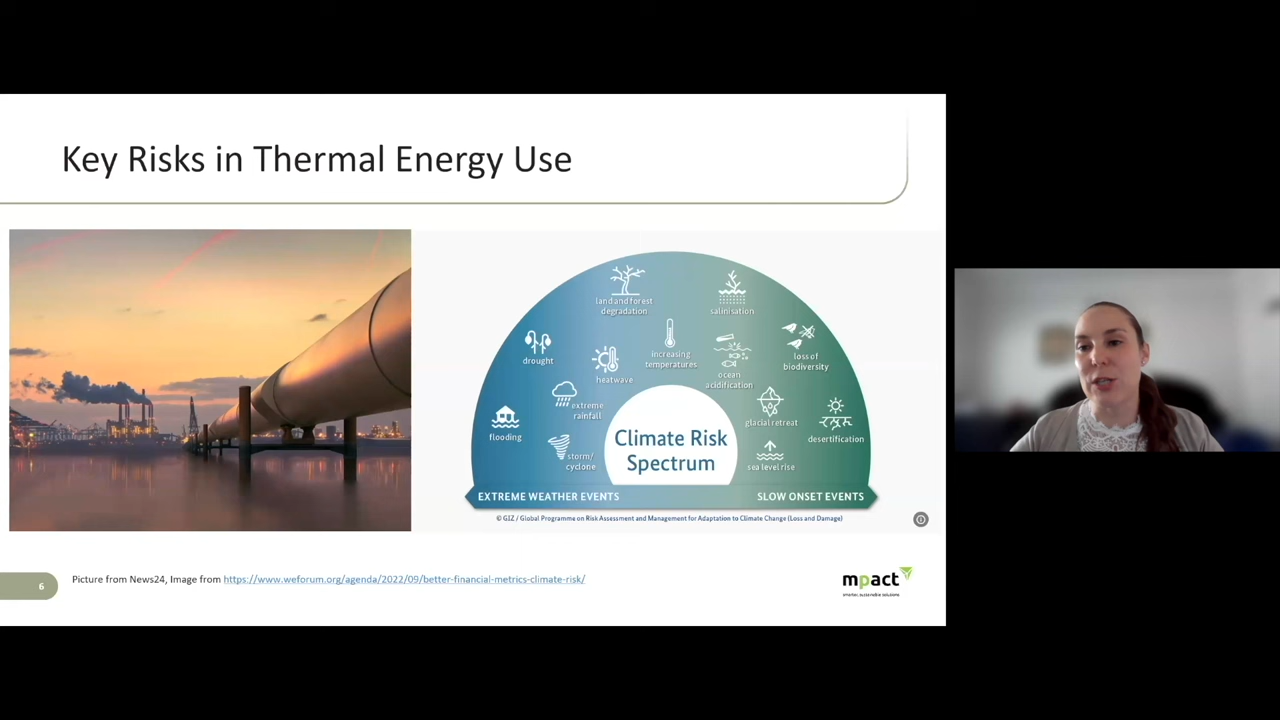 Key Risks in Thermal Energy Use
land and forest
degradation
salinisation
drought
heatwave
increasing
temperatures
ocean
acidification
loss of
biodiversity
extreme
rainfall
flooding
storm/
cyclone
glacial retreat
desertification
sea level rise
Climate Risk
Spectrum
EXTREME WEATHER EVENTS
SLOW ONSET EVENTS
© GIZ / Global Programme on Risk Assessment and Management for Adaptation to Climate Change (Loss and Damage)
6
Picture from News24, Image from https://www.weforum.org/agenda/2022/09/better-financial-metrics-climate-risk/
mpact